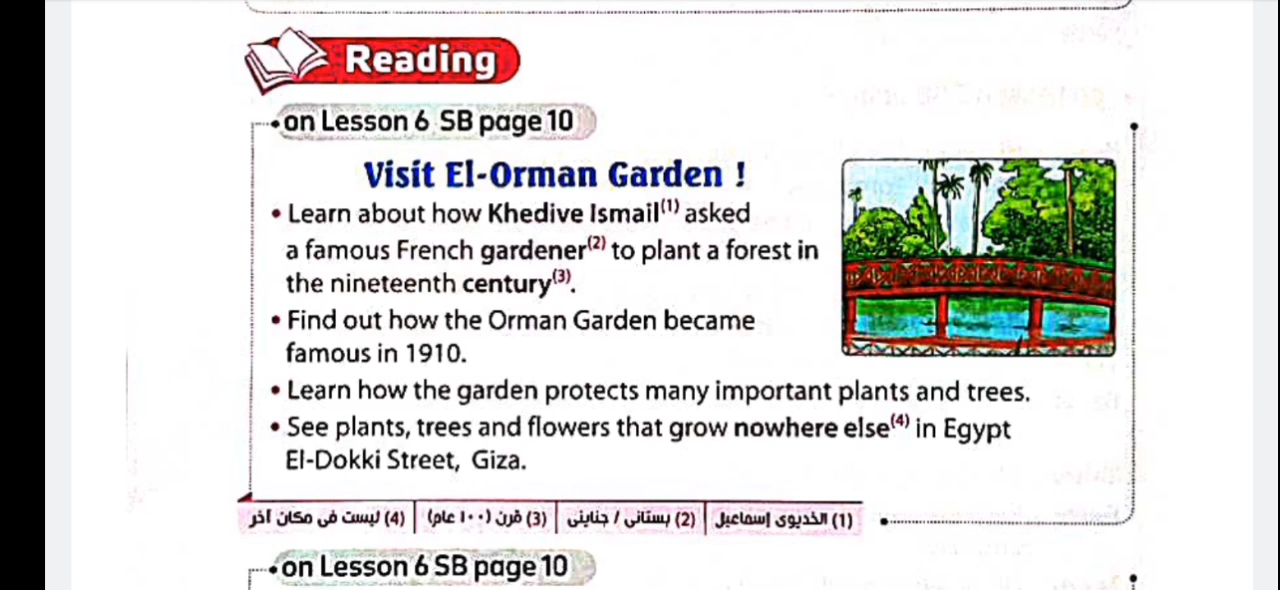 Reading
• on Lesson 6 SB page 10
Visit El-Orman Garden !
• Learn about how Khedive Ismail(1) asked
a famous French gardener(2) to plant a forest in
the nineteenth century(3).
• Find out how the Orman Garden became
famous in 1910.
• Learn how the garden protects many important plants and trees.
• See plants, trees and flowers that grow nowhere else(4) in Egypt
El-Dokki Street, Giza.
(1) الخديوى إسماعيل (2) بستانى / جناينى (3) قرن (١٠٠ عام) (4) ليست فى مكان آخر
• on Lesson 6 SB page 10